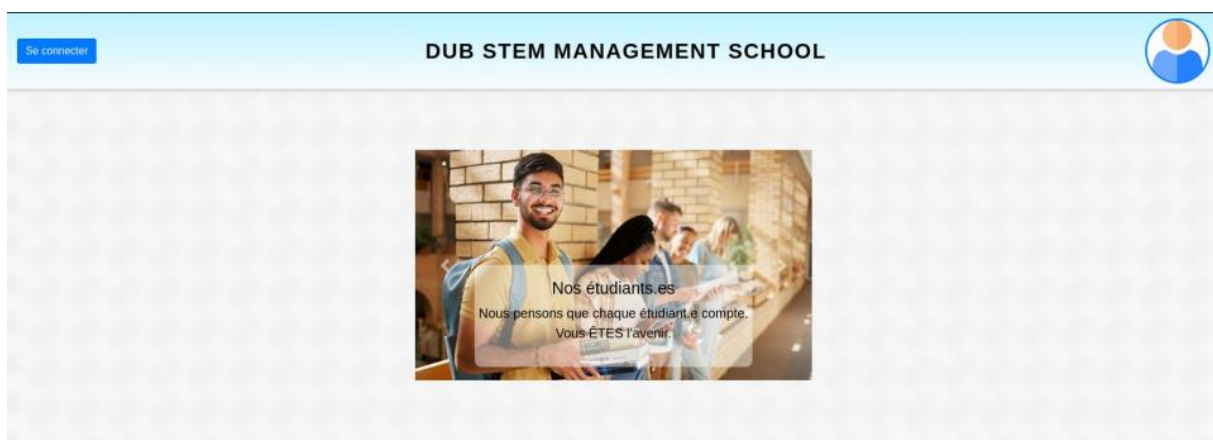 Se connecter
DUB STEM MANAGEMENT SCHOOL
Nos étudiants.es
Nous pensons que chaque étudiant.e compte.
Vous ÊTES l'avenir.